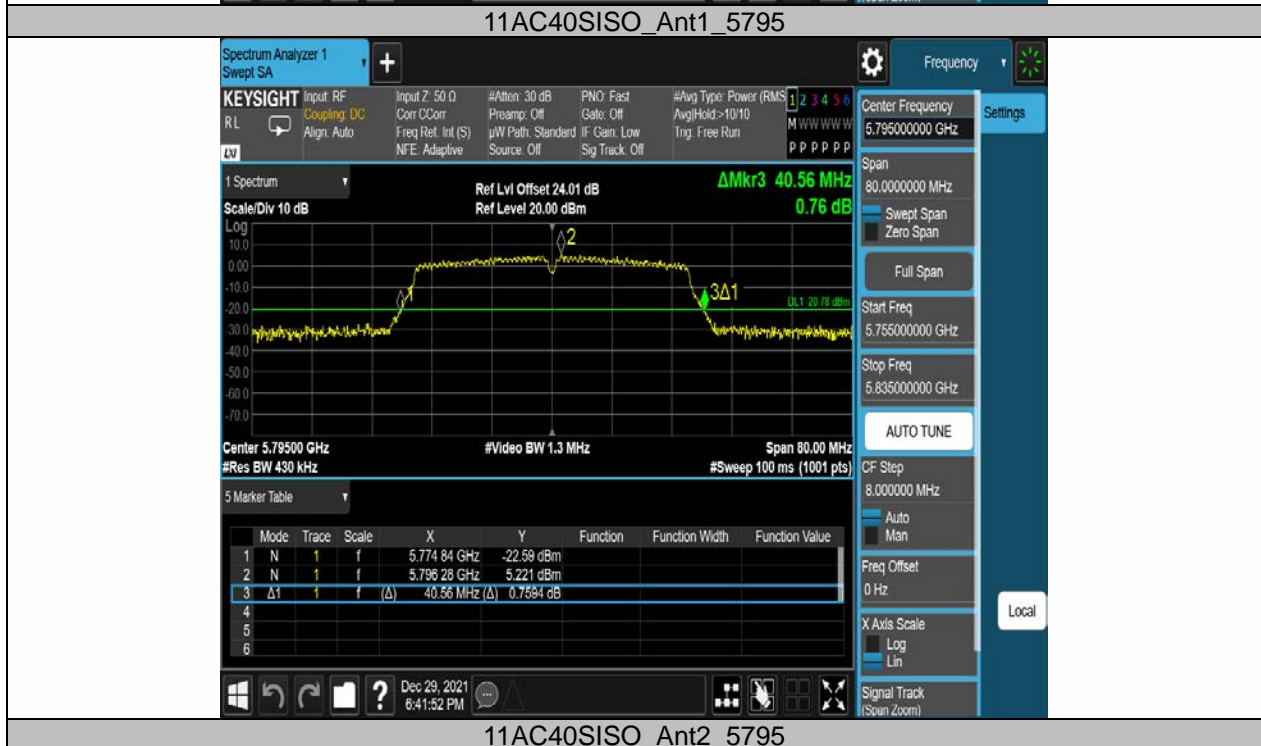 11AC40SISO_Ant1_5795
Spectrum Analyzer 1
Swept SA
+
Frequency
KEYSIGHT
RL
LXI
Input: RF
Coupling: DC
Align: Auto
Input Z: 50 Ω
Corr CCorr
Freq Ref: Int (S)
NFE: Adaptive
#Atten: 30 dB
Preamp: Off
µW Path: Standard
Source: Off
PNO: Fast
Gate: Off
IF Gain: Low
Sig Track: Off
#Avg Type: Power (RMS
Avg|Hold:>10/10
Trig: Free Run
1 2 3 4 5 6
M W W W W W
P P P P P P
Center Frequency
5.795000000 GHz
Settings
Span
80.0000000 MHz
Swept Span
Zero Span
Full Span
Start Freq
5.755000000 GHz
Stop Freq
5.835000000 GHz
AUTO TUNE
CF Step
8.000000 MHz
Auto
Man
Freq Offset
0 Hz
X Axis Scale
Log
Lin
Signal Track
(Span Zoom)
Local
1 Spectrum
Scale/Div 10 dB
Ref Lvl Offset 24.01 dB
Ref Level 20.00 dBm
ΔMkr3 40.56 MHz
0.76 dB
Log
10.0
0.00
-10.0
-20.0
-30.0
-40.0
-50.0
-60.0
-70.0
2
3Δ1
DL1 20.78 dBm
Center 5.79500 GHz
#Video BW 1.3 MHz
Span 80.00 MHz
#Res BW 430 kHz
#Sweep 100 ms (1001 pts)
5 Marker Table
Mode Trace Scale X Y Function Function Width Function Value
1 N 1 f 5.774 84 GHz -22.59 dBm
2 N 1 f 5.796 28 GHz 5.221 dBm
3 Δ1 1 f (Δ) 40.56 MHz (Δ) 0.7594 dB
4
5
6
?
Dec 29, 2021
6:41:52 PM
11AC40SISO_Ant2_5795